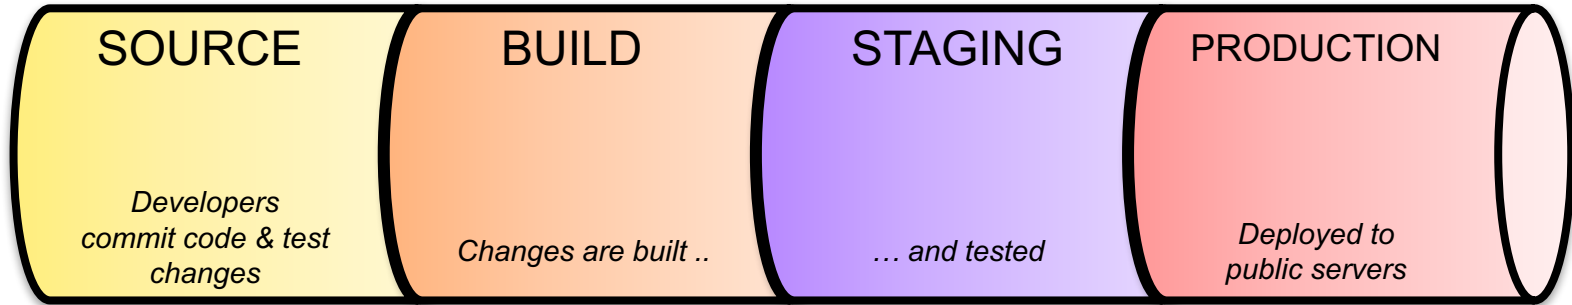 SOURCE
Developers
commit code & test
changes
BUILD
Changes are built ..
STAGING
… and tested
PRODUCTION
Deployed to
public servers